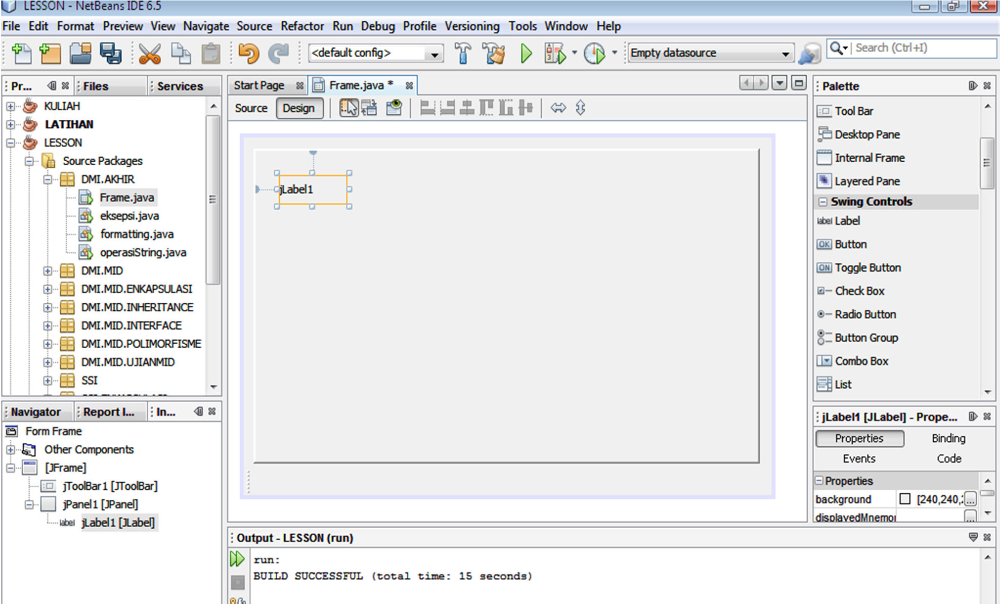 LESSON - NetBeans IDE 6.5
File Edit Format Preview View Navigate Source Refactor Run Debug Profile Versioning Tools Window Help
<default config>
Empty datasource
Search (Ctrl+I)
Pr...
Files
Services
KULIAH
LATIHAN
LESSON
Source Packages
DMI.AKHIR
Frame.java
eksepsi.java
formatting.java
operasiString.java
DMI.MID
DMI.MID.ENKAPSULASI
DMI.MID.INHERITANCE
DMI.MID.INTERFACE
DMI.MID.POLIMORFISME
DMI.MID.UJIANMID
SSI
Navigator
Report I...
In...
Form Frame
Other Components
[JFrame]
jToolBar1 [JToolBar]
jPanel1 [JPanel]
label jLabel1 [JLabel]
Start Page
Frame.java *
Source
Design
jLabel1
Output - LESSON (run)
run:
BUILD SUCCESSFUL (total time: 15 seconds)
Palette
Tool Bar
Desktop Pane
Internal Frame
Layered Pane
Swing Controls
label Label
OK Button
ON Toggle Button
Check Box
Radio Button
Button Group
Combo Box
List
jLabel1 [JLabel] - Prope...
Properties
Binding
Events
Code
Properties
background
[240,240,
...
displayedMnemo
...